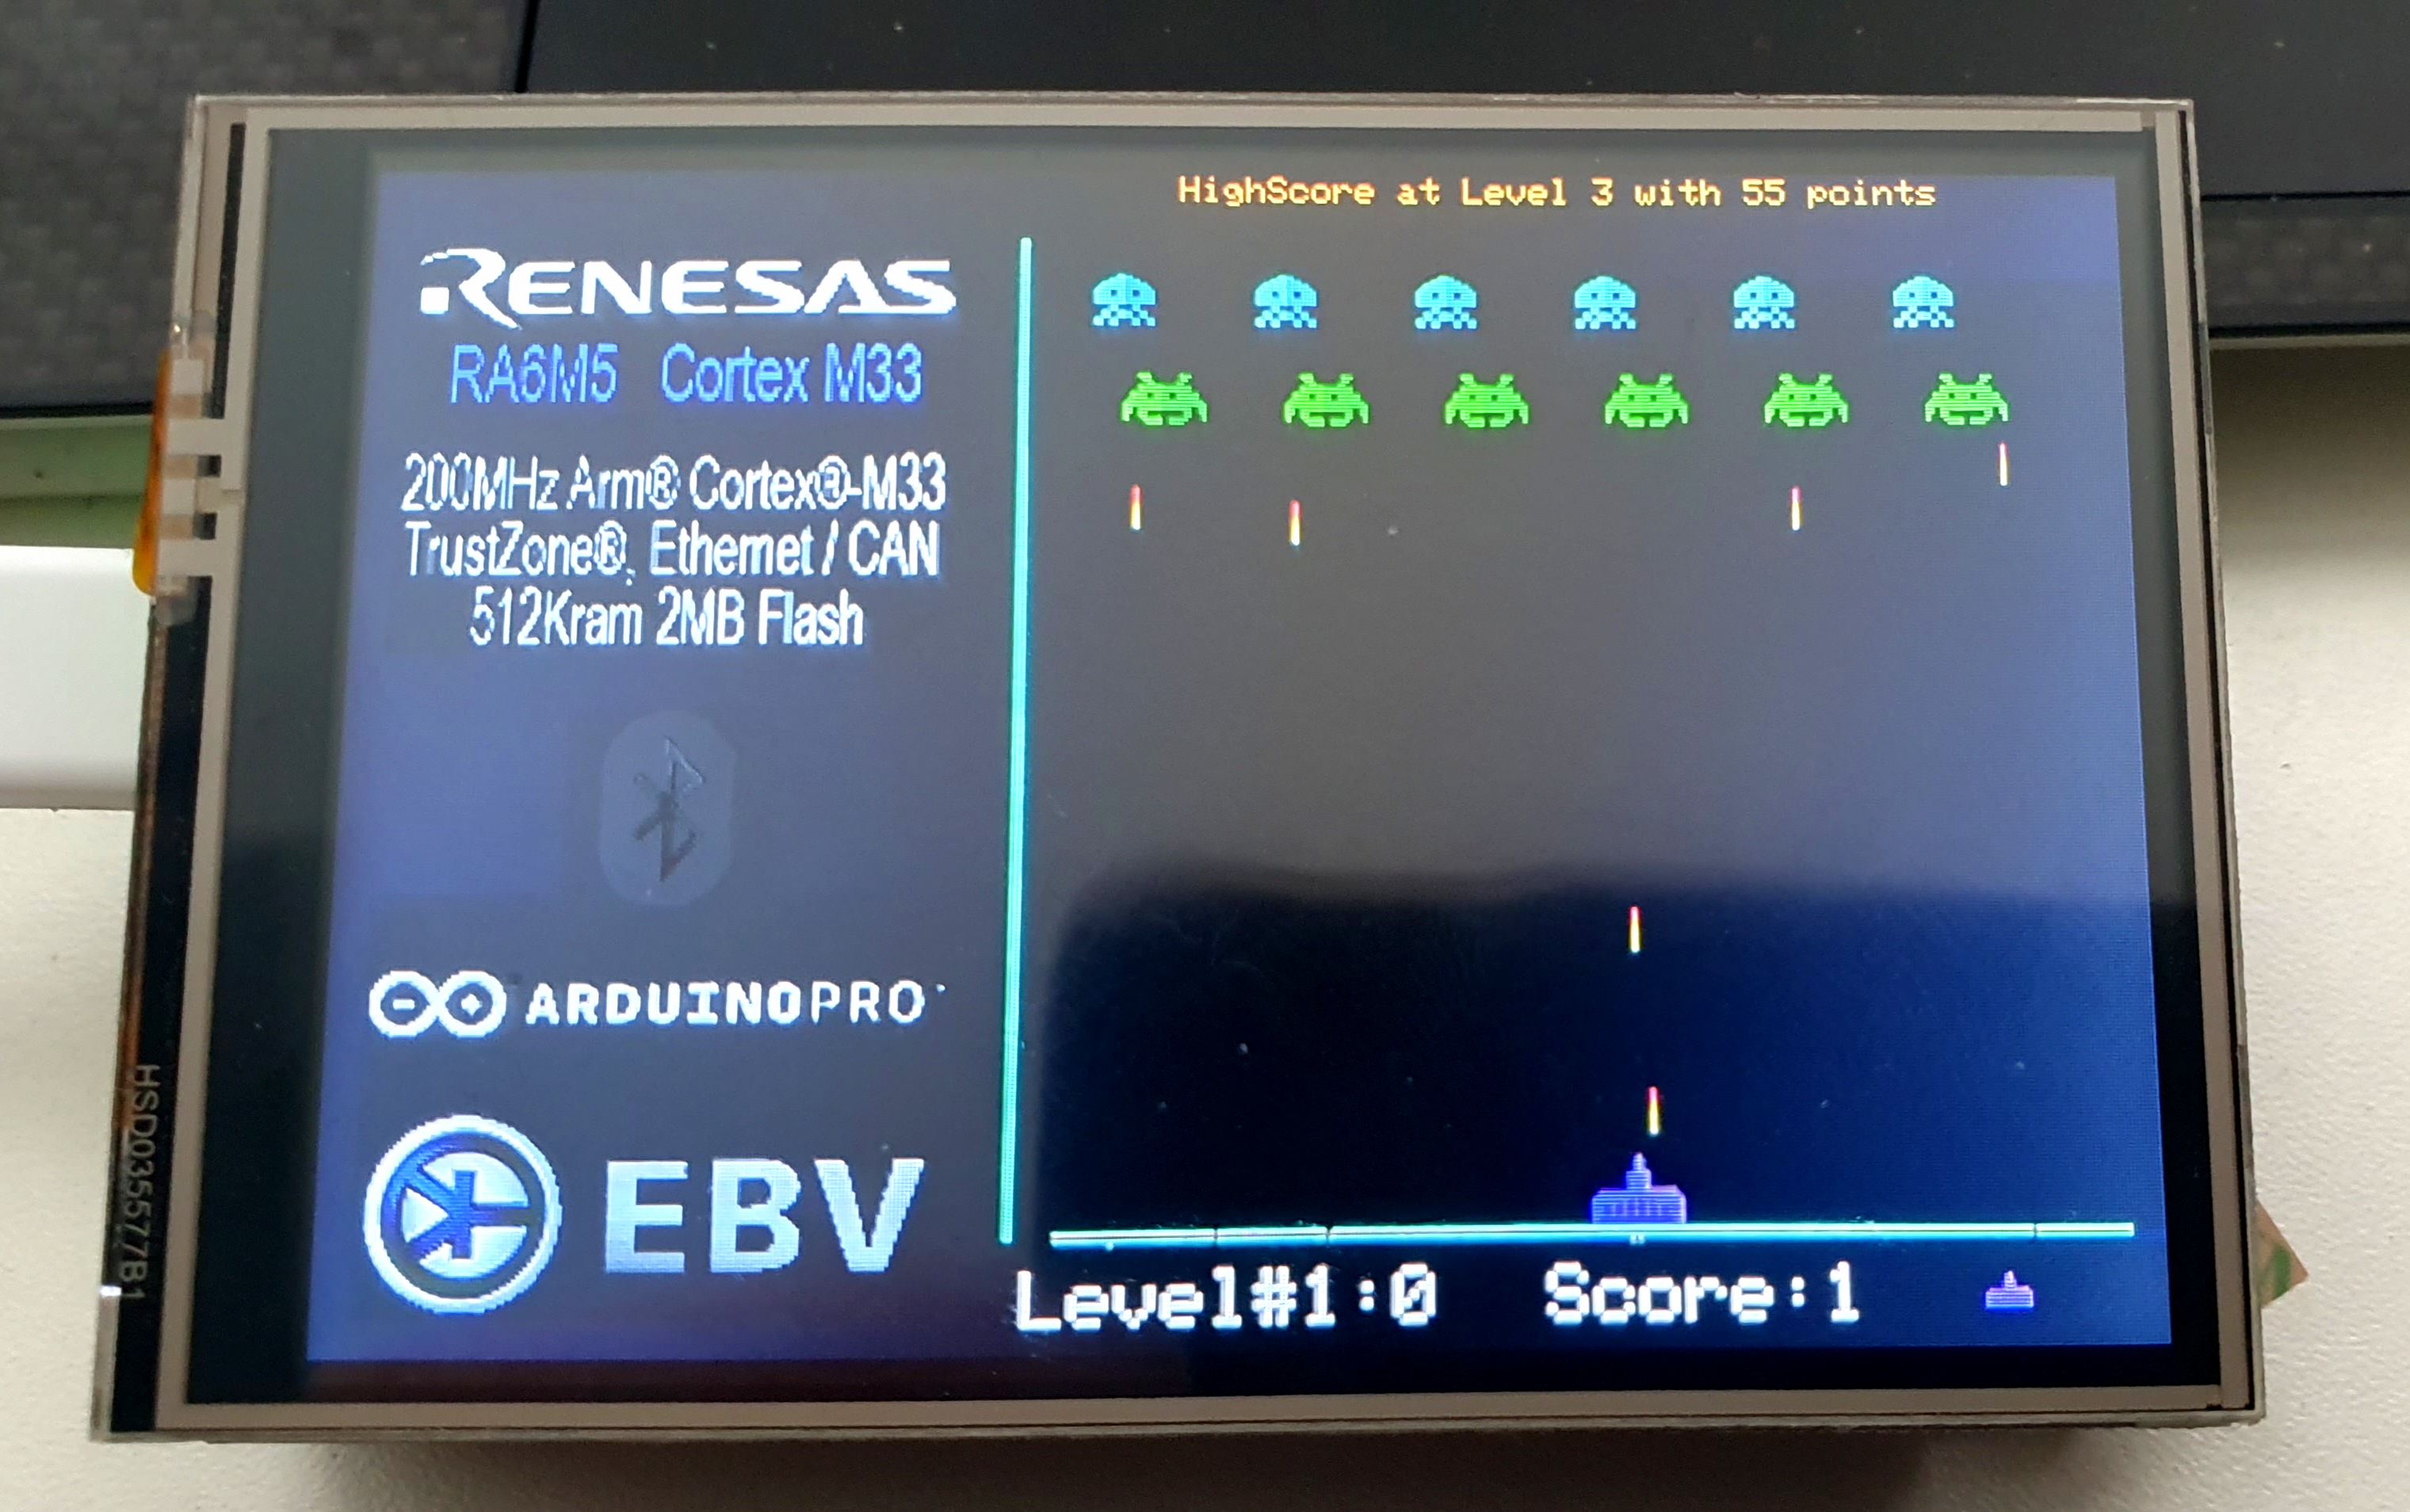 HighScore at Level 3 with 55 points
RENESAS
RA6M5 Cortex M33
200MHz Arm® Cortex®-M33
TrustZone®, Ethernet / CAN
512Kram 2MB Flash
ARDUINOPRO
EBV
Level#1:0 Score:1
HSD035577B1